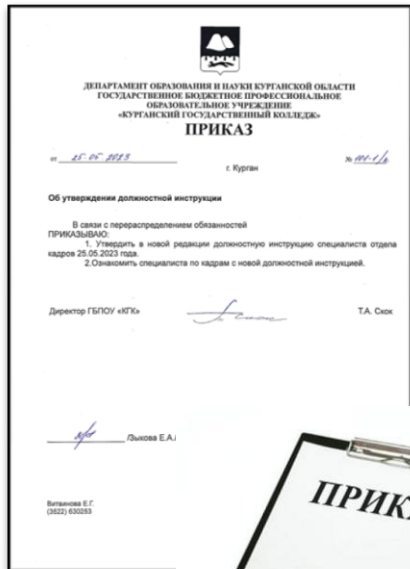 ДЕПАРТАМЕНТ ОБРАЗОВАНИЯ И НАУКИ КУРГАНСКОЙ ОБЛАСТИ
ГОСУДАРСТВЕННОЕ БЮДЖЕТНОЕ ПРОФЕССИОНАЛЬНОЕ
ОБРАЗОВАТЕЛЬНОЕ УЧРЕЖДЕНИЕ
«КУРГАНСКИЙ ГОСУДАРСТВЕННЫЙ КОЛЛЕДЖ»
ПРИКАЗ
от 25.05.2023 №
г. Курган
Об утверждении должностной инструкции
В связи с перераспределением обязанностей
ПРИКАЗЫВАЮ:
1. Утвердить в новой редакции должностную инструкцию специалиста отдела
кадров 25.05.2023 года.
2.Ознакомить специалиста по кадрам с новой должностной инструкцией.
Директор ГБПОУ «КГК» Т.А. Скок
/Зыкова Е.А./
Витвинова Е.Г.
(3522) 630253
ПРИК